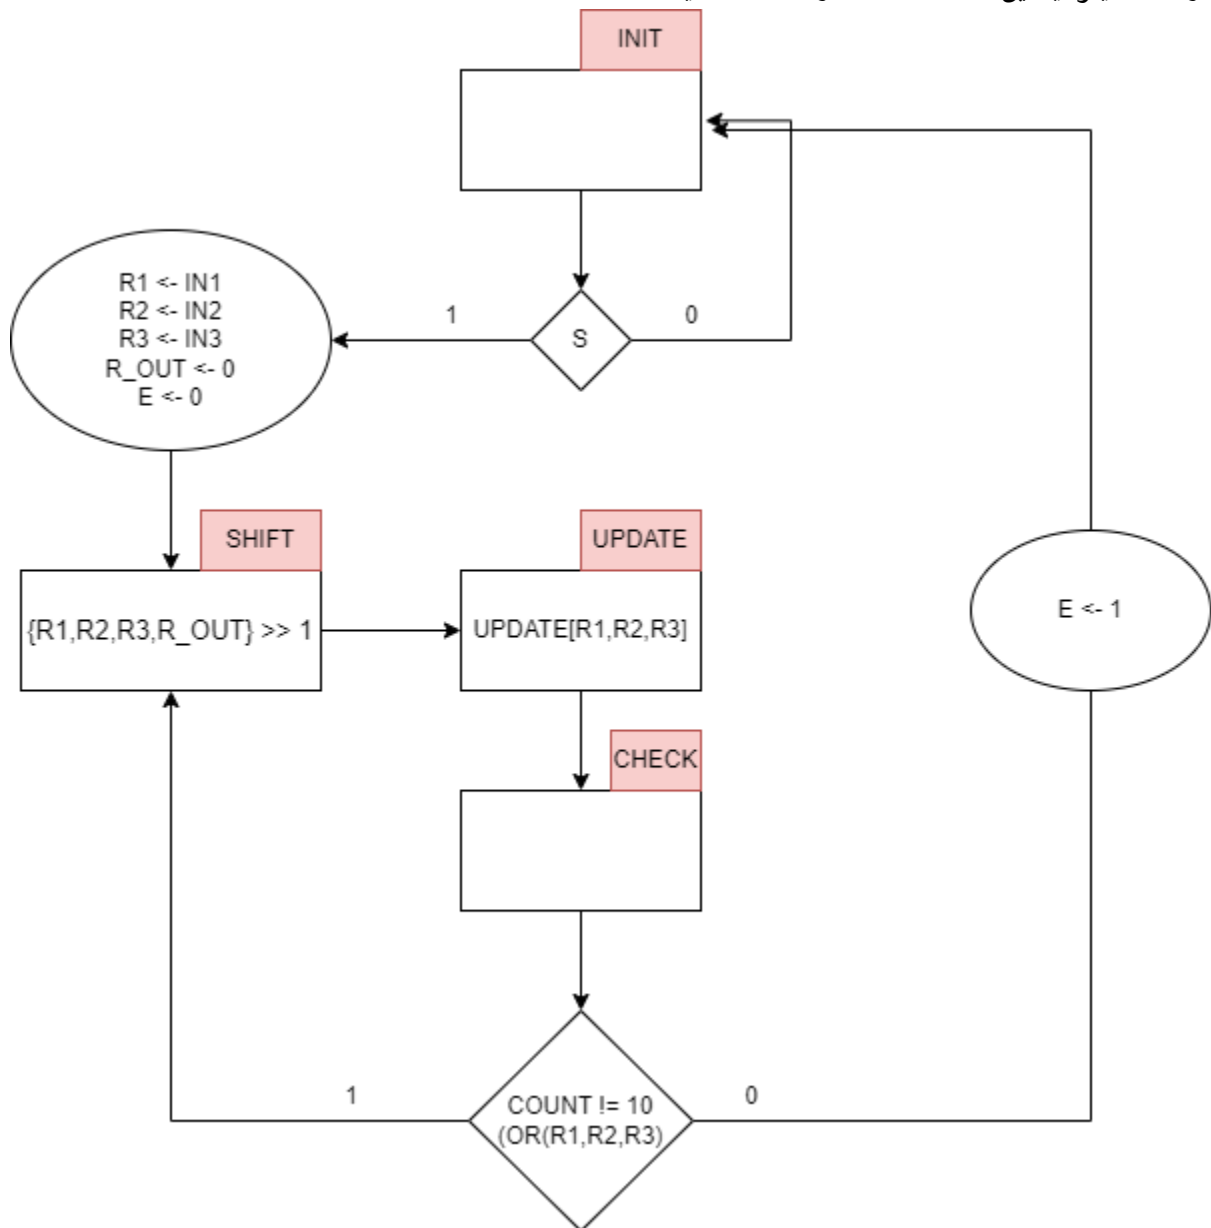 INIT
S
1
0
R1 <- IN1
R2 <- IN2
R3 <- IN3
R_OUT <- 0
E <- 0
SHIFT
{R1,R2,R3,R_OUT} >> 1
UPDATE
UPDATE[R1,R2,R3]
E <- 1
CHECK
1
0
COUNT != 10
(OR(R1,R2,R3)